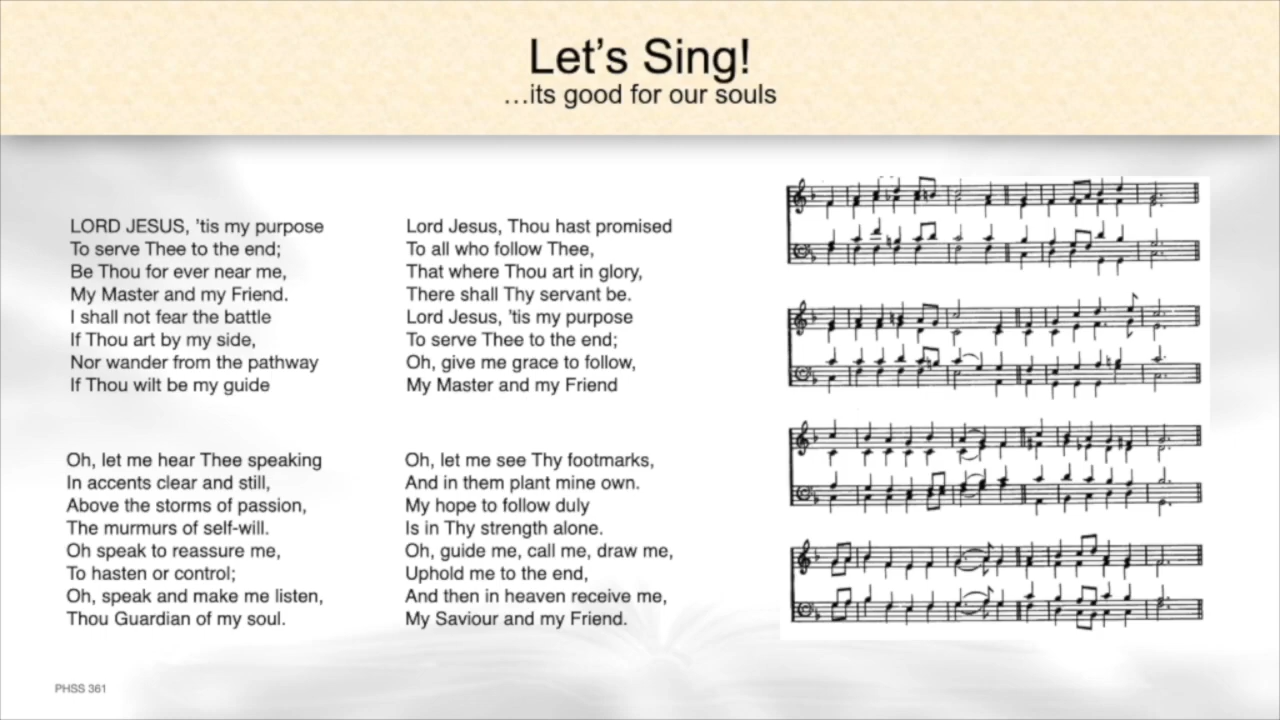 Let’s Sing!
…its good for our souls
LORD JESUS, ’tis my purpose
To serve Thee to the end;
Be Thou for ever near me,
My Master and my Friend.
I shall not fear the battle
If Thou art by my side,
Nor wander from the pathway
If Thou wilt be my guide
Oh, let me hear Thee speaking
In accents clear and still,
Above the storms of passion,
The murmurs of self-will.
Oh speak to reassure me,
To hasten or control;
Oh, speak and make me listen,
Thou Guardian of my soul.
Lord Jesus, Thou hast promised
To all who follow Thee,
That where Thou art in glory,
There shall Thy servant be.
Lord Jesus, ’tis my purpose
To serve Thee to the end;
Oh, give me grace to follow,
My Master and my Friend
Oh, let me see Thy footmarks,
And in them plant mine own.
My hope to follow duly
Is in Thy strength alone.
Oh, guide me, call me, draw me,
Uphold me to the end,
And then in heaven receive me,
My Saviour and my Friend.
PHSS 361